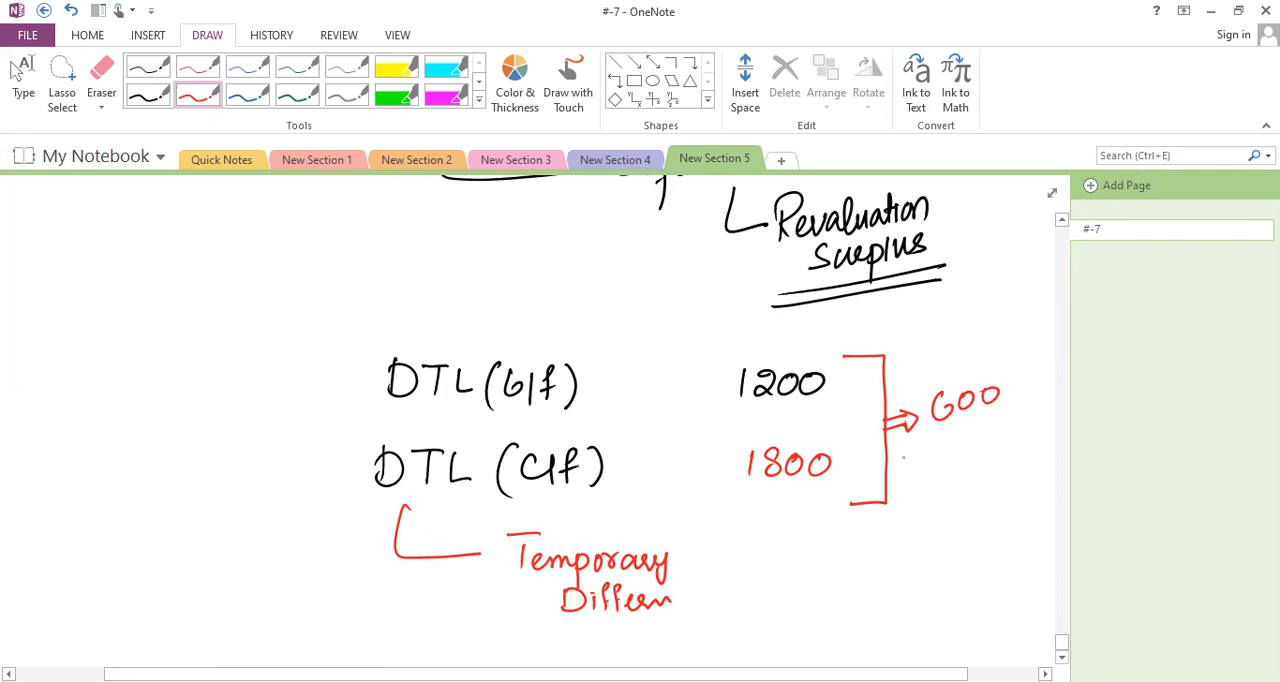 #-7 - OneNote
FILE HOME INSERT DRAW HISTORY REVIEW VIEW
Sign in
Type
Lasso Select
Eraser
Color & Thickness
Draw with Touch
Insert Space
Delete
Arrange
Rotate
Ink to Text
Ink to Math
Tools
Shapes
Edit
Convert
My Notebook
Quick Notes
New Section 1
New Section 2
New Section 3
New Section 4
New Section 5
Search (Ctrl+E)
Add Page
#-7
Revaluation
Surplus
DTL (b/f) 1200
600
DTL (C/f) 1800
Temporary
Differn